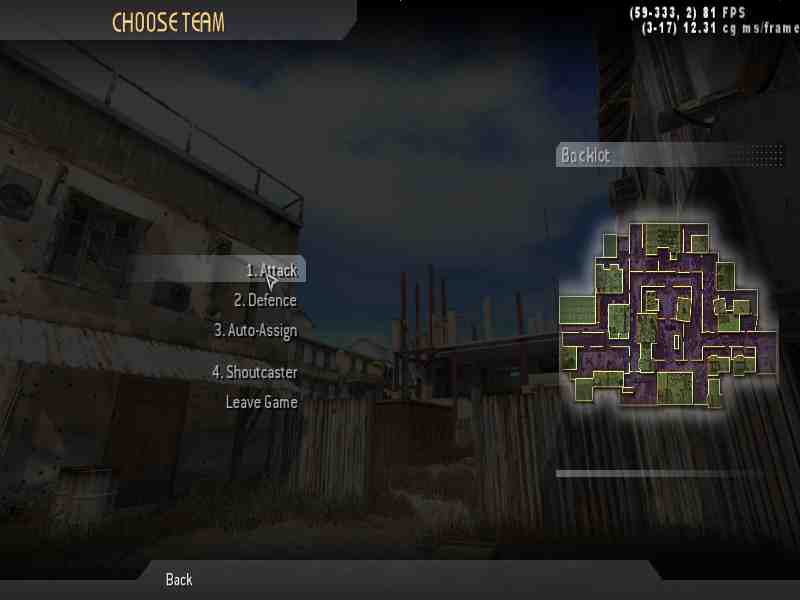 CHOOSE TEAM
(59-333, 2) 81 FPS
(3-17) 12.31 cg ms/frame
Backlot
1. Attack
2. Defence
3. Auto-Assign
4. Shoutcaster
Leave Game
Back